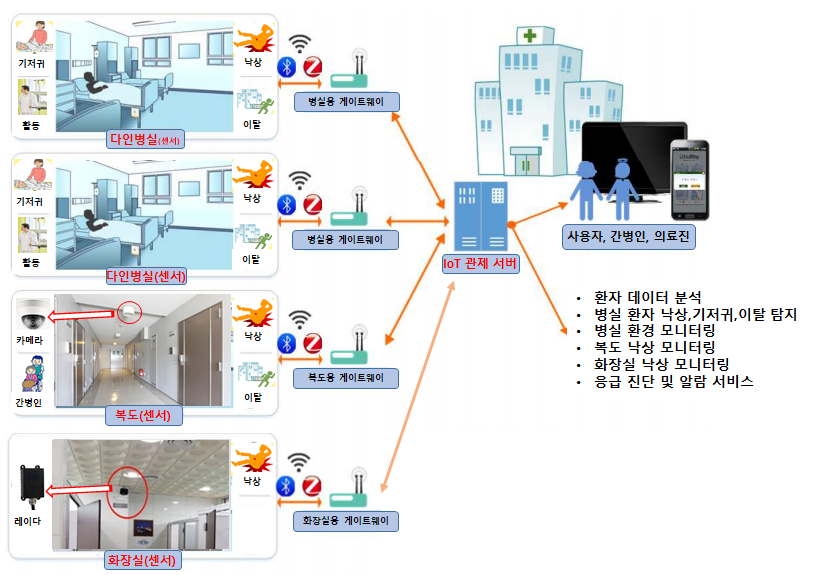 기저귀
활동
낙상
이탈
다인병실(센서)
병실용 게이트웨이
기저귀
활동
낙상
이탈
다인병실(센서)
병실용 게이트웨이
카메라
간병인
낙상
이탈
복도(센서)
복도용 게이트웨이
레이다
낙상
화장실(센서)
화장실용 게이트웨이
IoT 관제 서버
사용자, 간병인, 의료진
• 환자 데이터 분석
• 병실 환자 낙상,기저귀,이탈 탐지
• 병실 환경 모니터링
• 복도 낙상 모니터링
• 화장실 낙상 모니터링
• 응급 진단 및 알람 서비스